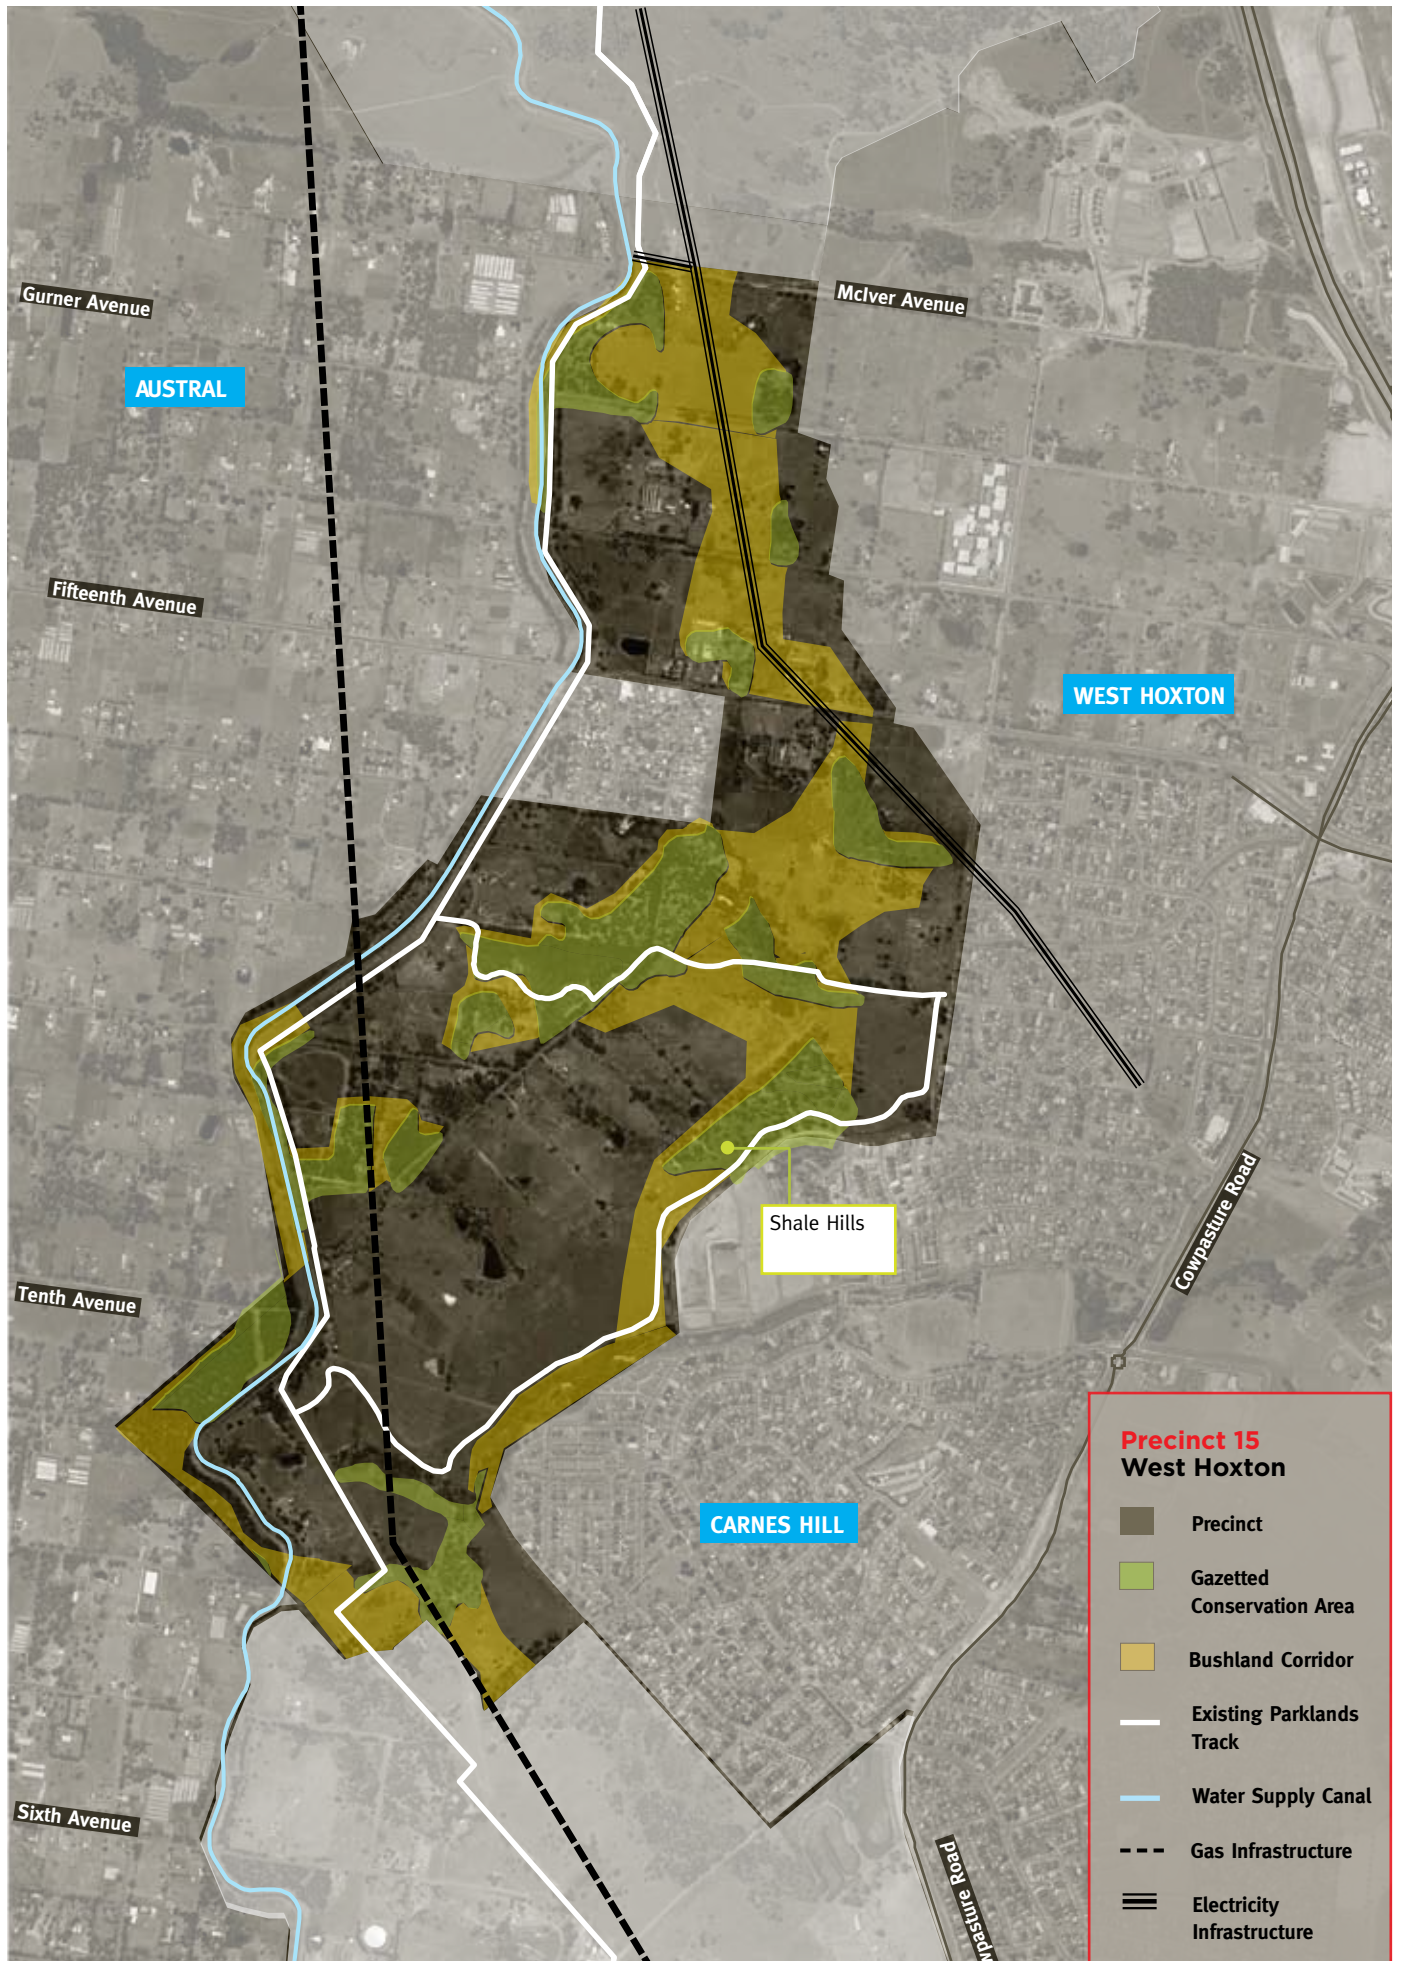 McIver Avenue
Gurner Avenue
AUSTRAL
Fifteenth Avenue
WEST HOXTON
Cowpasture Road
Shale Hills
Tenth Avenue
CARNES HILL
Sixth Avenue
wpasture Road
Precinct 15
West Hoxton
Precinct
Gazetted
Conservation Area
Bushland Corridor
Existing Parklands
Track
Water Supply Canal
Gas Infrastructure
Electricity
Infrastructure